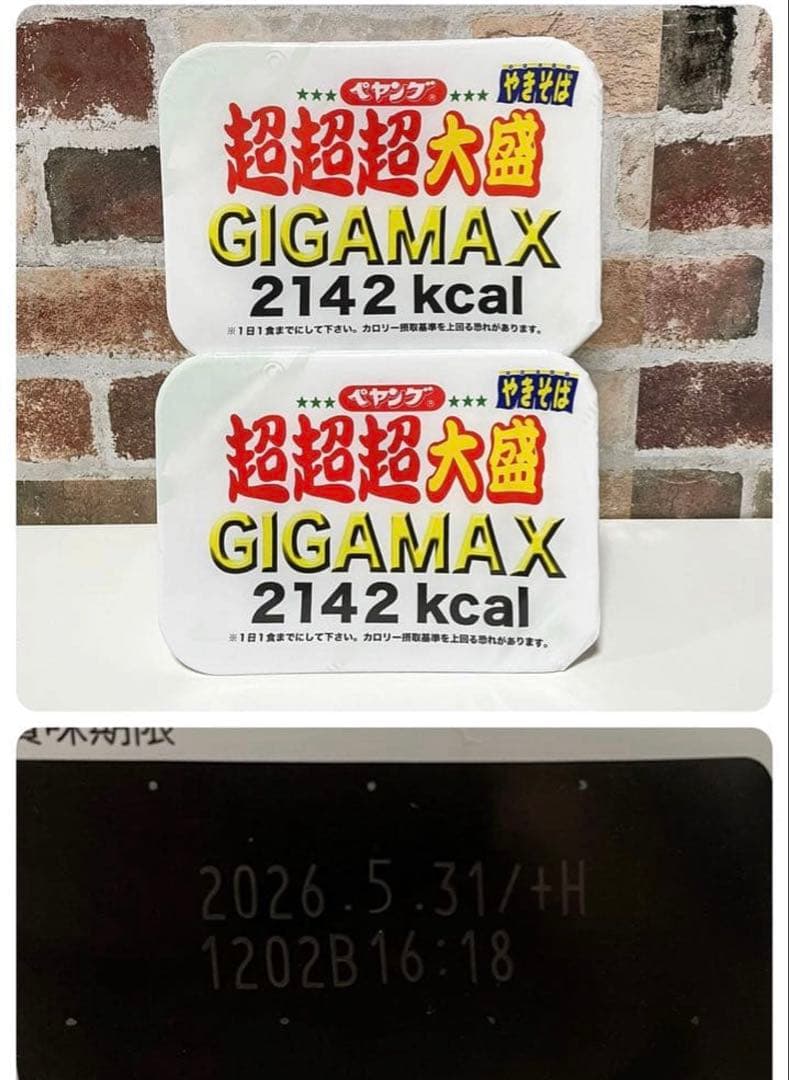 ★★★ ペヤング ★★★ やきそば
超超超大盛
GIGAMAX
2142 kcal
※1日1食までにして下さい。カロリー摂取基準を上回る恐れがあります。
★★★ ペヤング ★★★ やきそば
超超超大盛
GIGAMAX
2142 kcal
※1日1食までにして下さい。カロリー摂取基準を上回る恐れがあります。
味期限
2026.5.31/+H
1202B16:18